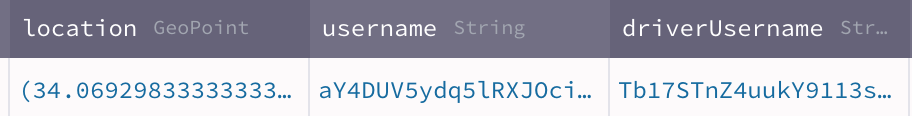 location GeoPoint username String driverUsername Str…
(34.06929833333333… aY4DUV5ydq5lRXJOci… Tb17STnZ4uukY9113s…